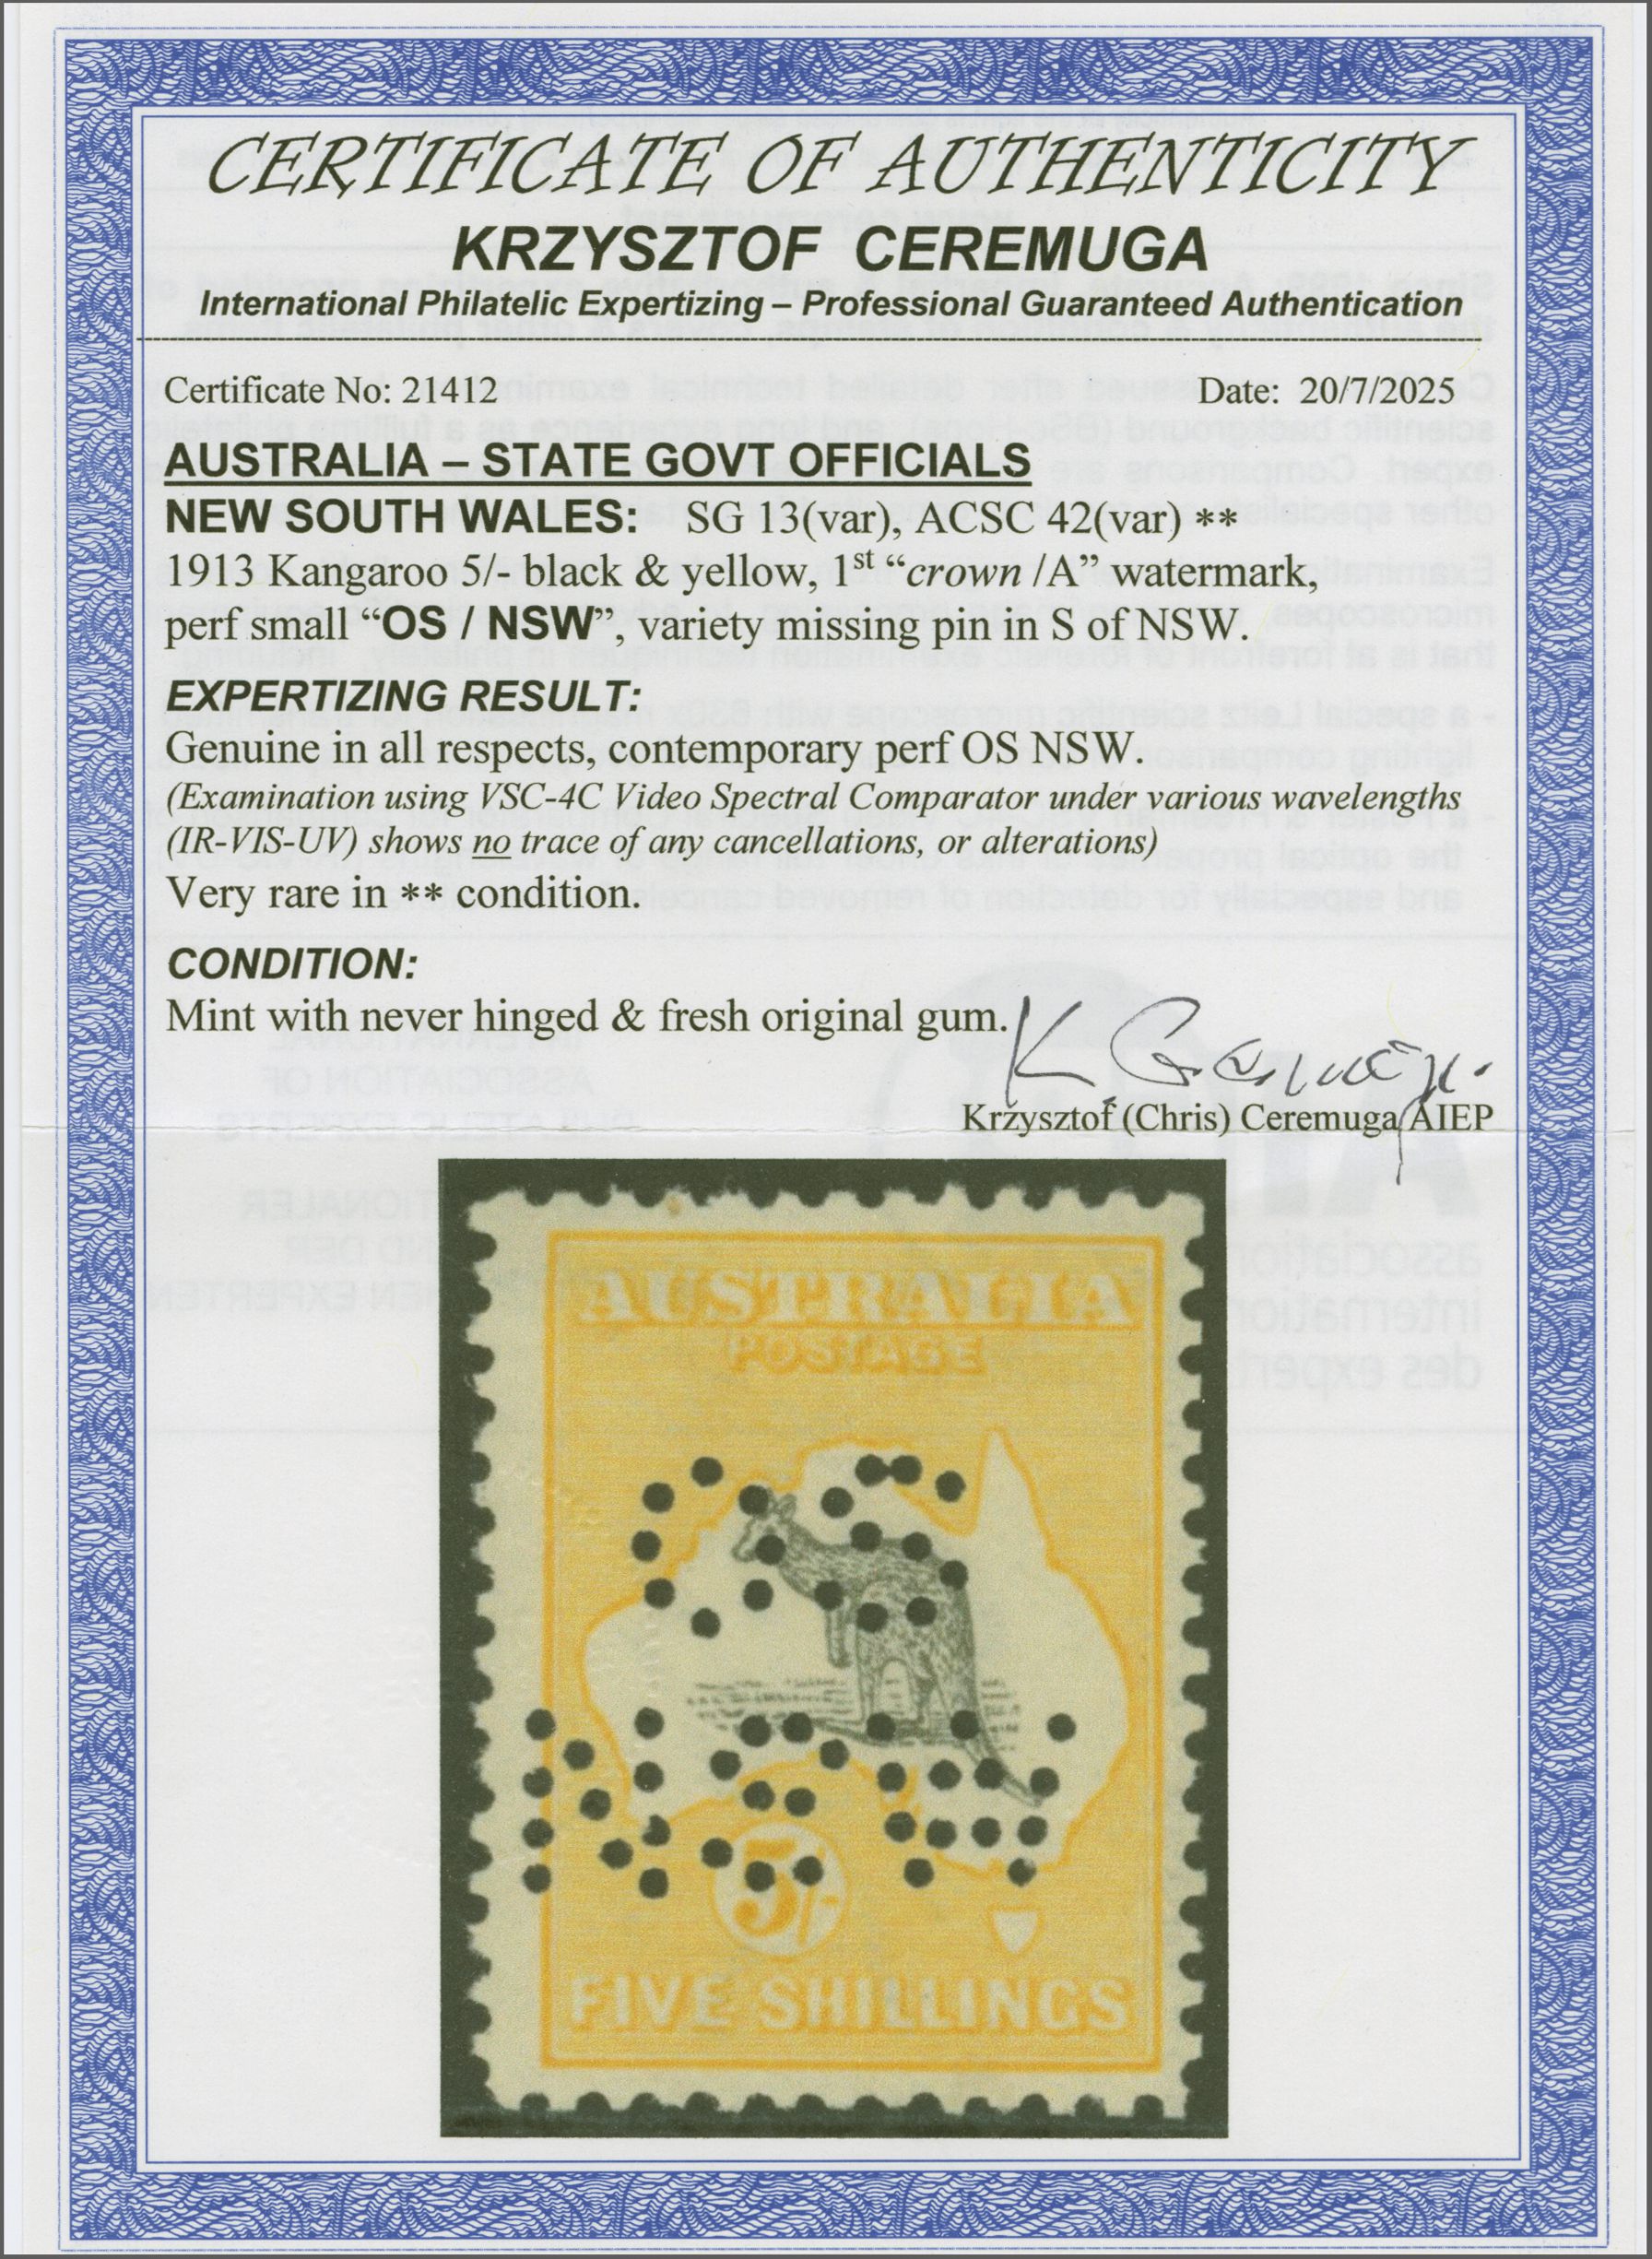 CERTIFICATE OF AUTHENTICITY
KRZYSZTOF CEREMUGA
International Philatelic Expertizing – Professional Guaranteed Authentication
Certificate No: 21412 Date: 20/7/2025
AUSTRALIA – STATE GOVT OFFICIALS
NEW SOUTH WALES: SG 13(var), ACSC 42(var) **
1913 Kangaroo 5/- black & yellow, 1st “crown /A” watermark,
perf small “OS / NSW”, variety missing pin in S of NSW.
EXPERTIZING RESULT:
Genuine in all respects, contemporary perf OS NSW.
(Examination using VSC-4C Video Spectral Comparator under various wavelengths
(IR-VIS-UV) shows no trace of any cancellations, or alterations)
Very rare in ** condition.
CONDITION:
Mint with never hinged & fresh original gum.
K Ceremuga
Krzysztof (Chris) Ceremuga AIEP
AUSTRALIA
POSTAGE
OS
NSW
5/-
FIVE SHILLINGS